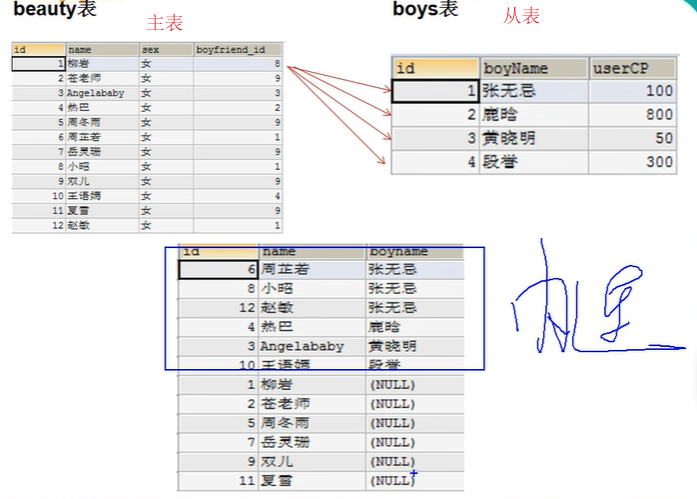 beauty表
主表
id name sex boyfriend_id
1 柳岩 女 8
2 苍老师 女 9
3 Angelababy 女 3
4 热巴 女 2
5 周冬雨 女 9
6 周芷若 女 1
7 岳灵珊 女 9
8 小昭 女 1
9 双儿 女 9
10 王语嫣 女 4
11 夏雪 女 9
12 赵敏 女 1
boys表
从表
id boyName userCP
1 张无忌 100
2 鹿晗 800
3 黄晓明 50
4 段誉 300
id name boyname
6 周芷若 张无忌
8 小昭 张无忌
12 赵敏 张无忌
4 热巴 鹿晗
3 Angelababy 黄晓明
10 王语嫣 段誉
1 柳岩 (NULL)
2 苍老师 (NULL)
5 周冬雨 (NULL)
7 岳灵珊 (NULL)
9 双儿 (NULL)
11 夏雪 (NULL)